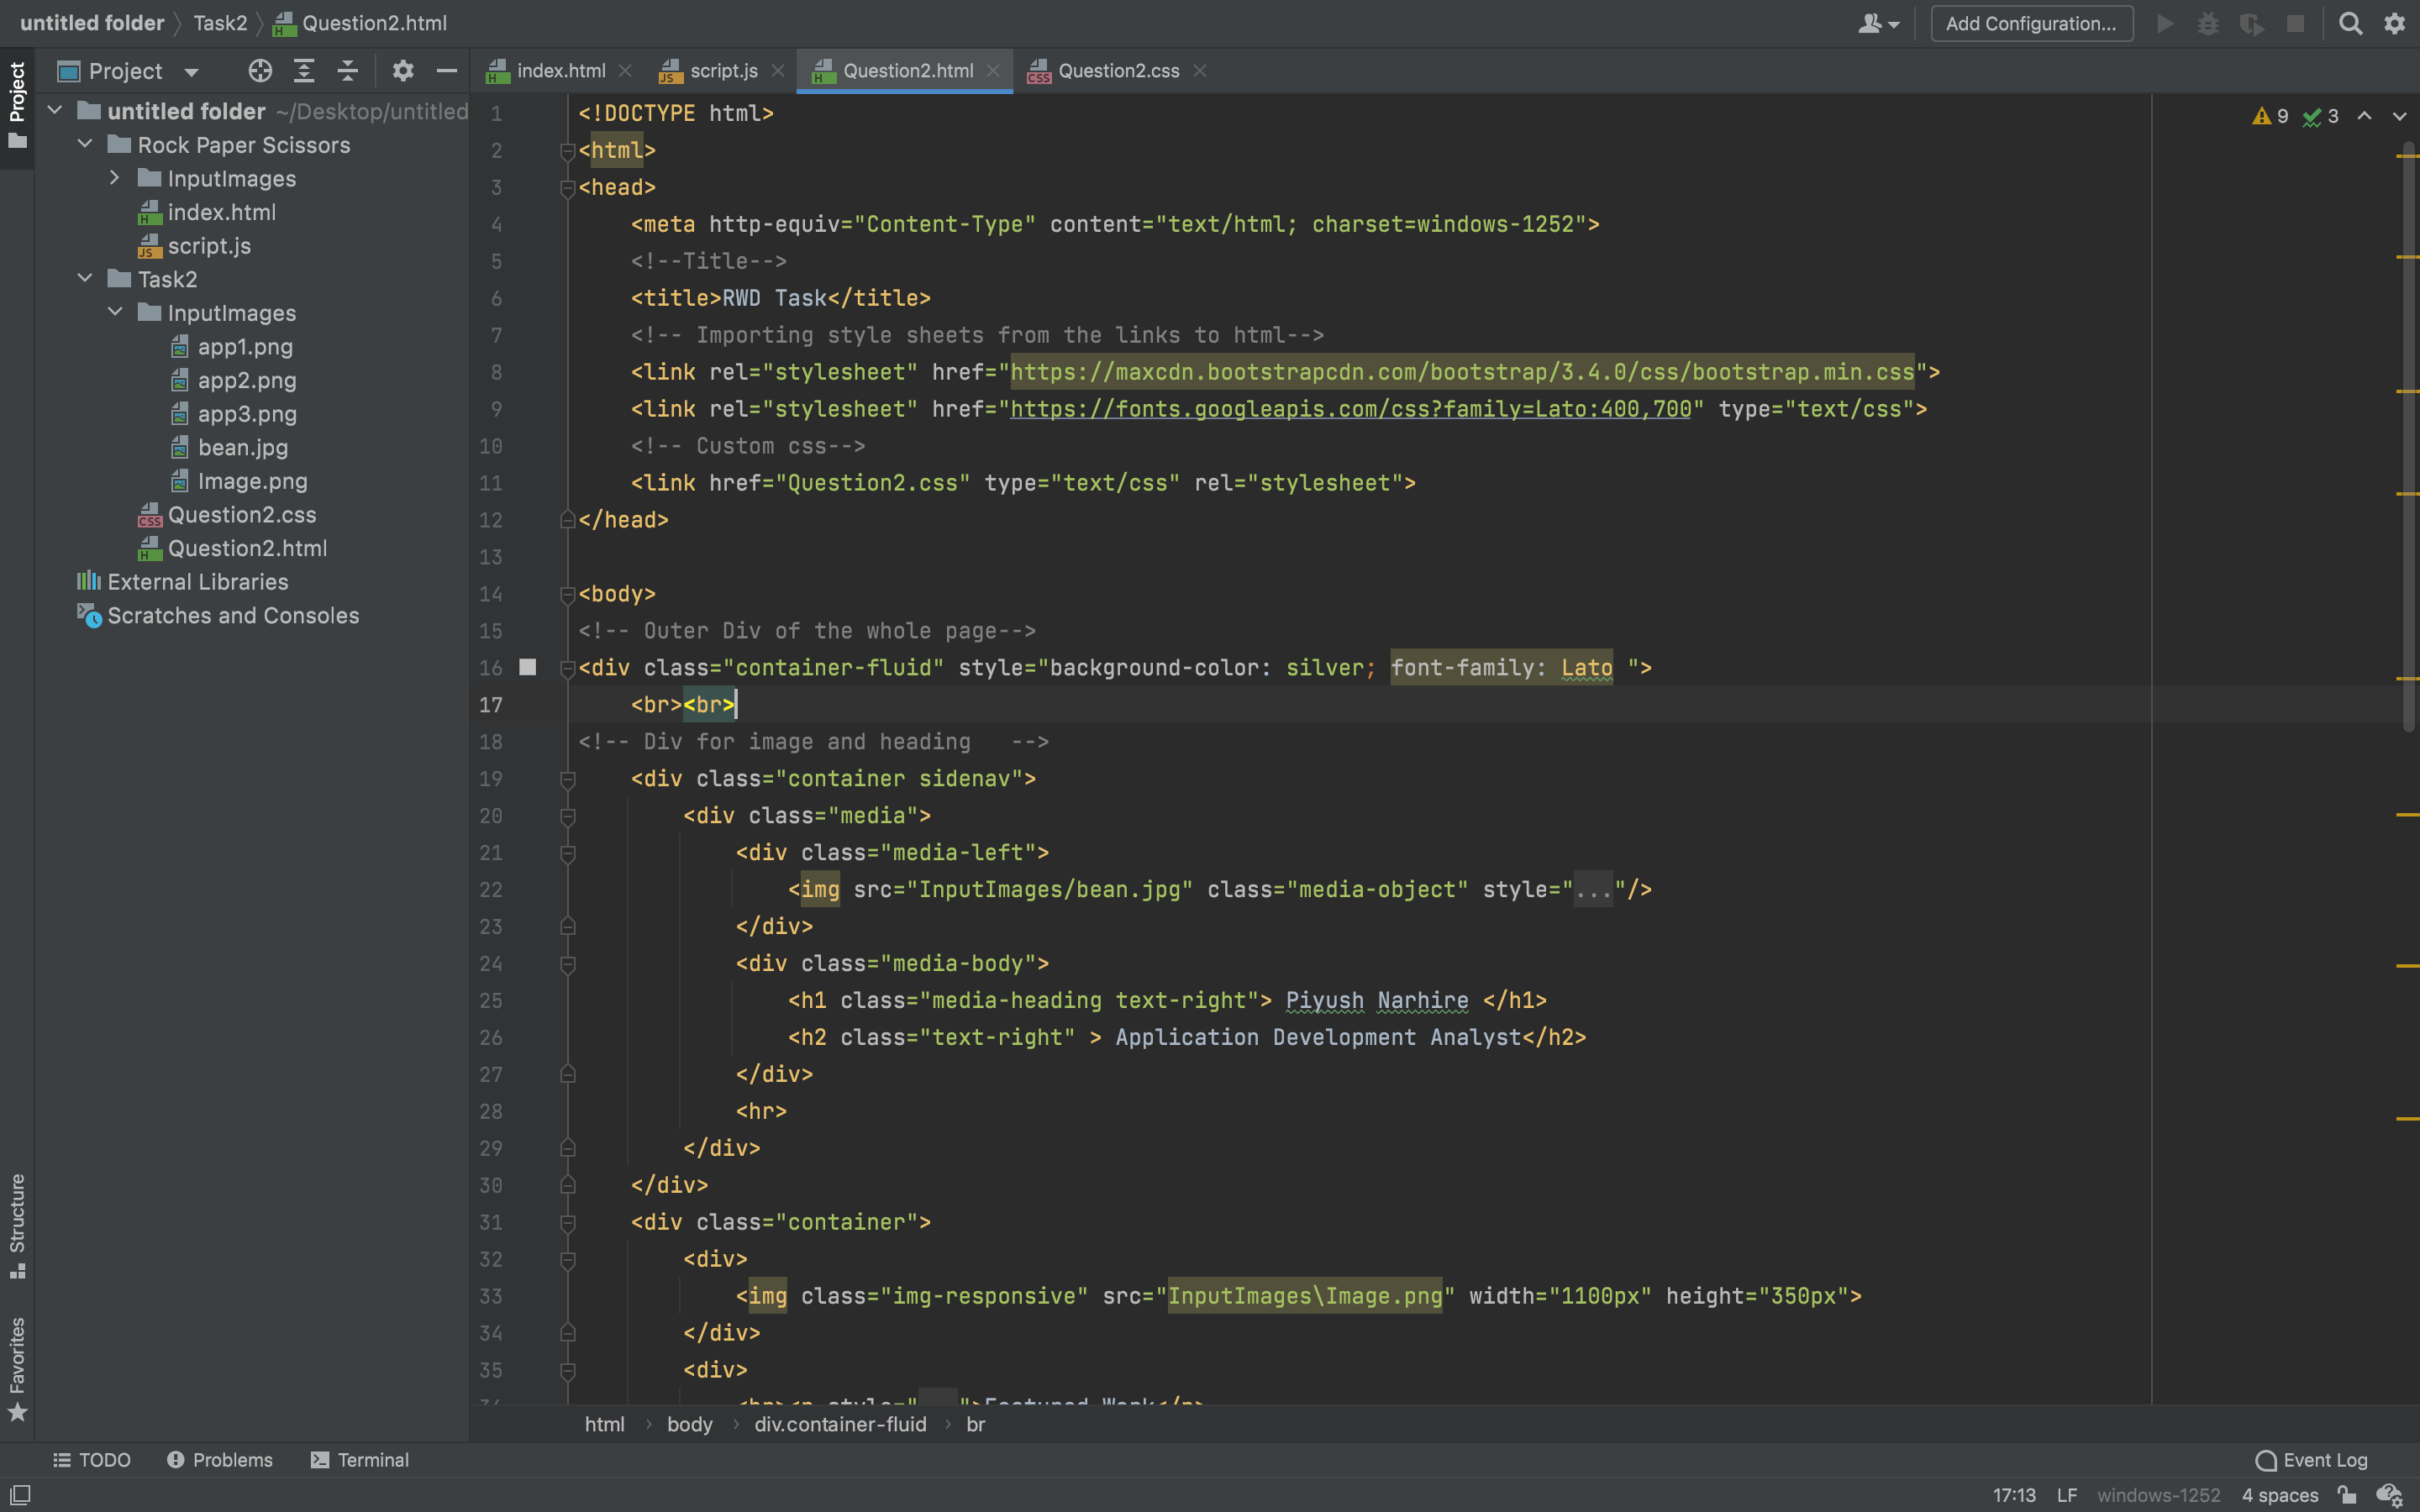 untitled folder Task2 Question2.html Add Configuration...
Project index.html script.js Question2.html Question2.css
Project
untitled folder ~/Desktop/untitled
Rock Paper Scissors
InputImages
index.html
script.js
Task2
InputImages
app1.png
app2.png
app3.png
bean.jpg
Image.png
Question2.css
Question2.html
External Libraries
Scratches and Consoles
Structure
Favorites
9 3
1 <!DOCTYPE html>
2 <html>
3 <head>
4 <meta http-equiv="Content-Type" content="text/html; charset=windows-1252">
5 <!--Title-->
6 <title>RWD Task</title>
7 <!-- Importing style sheets from the links to html-->
8 <link rel="stylesheet" href="https://maxcdn.bootstrapcdn.com/bootstrap/3.4.0/css/bootstrap.min.css">
9 <link rel="stylesheet" href="https://fonts.googleapis.com/css?family=Lato:400,700" type="text/css">
10 <!-- Custom css-->
11 <link href="Question2.css" type="text/css" rel="stylesheet">
12 </head>
13
14 <body>
15 <!-- Outer Div of the whole page-->
16 <div class="container-fluid" style="background-color: silver; font-family: Lato ">
17 <br><br>
18 <!-- Div for image and heading -->
19 <div class="container sidenav">
20 <div class="media">
21 <div class="media-left">
22 <img src="InputImages/bean.jpg" class="media-object" style="..."/>
23 </div>
24 <div class="media-body">
25 <h1 class="media-heading text-right"> Piyush Narhire </h1>
26 <h2 class="text-right" > Application Development Analyst</h2>
27 </div>
28 <hr>
29 </div>
30 </div>
31 <div class="container">
32 <div>
33 <img class="img-responsive" src="InputImages\Image.png" width="1100px" height="350px">
34 </div>
35 <div>
html body div.container-fluid br
TODO Problems Terminal Event Log
17:13 LF windows-1252 4 spaces